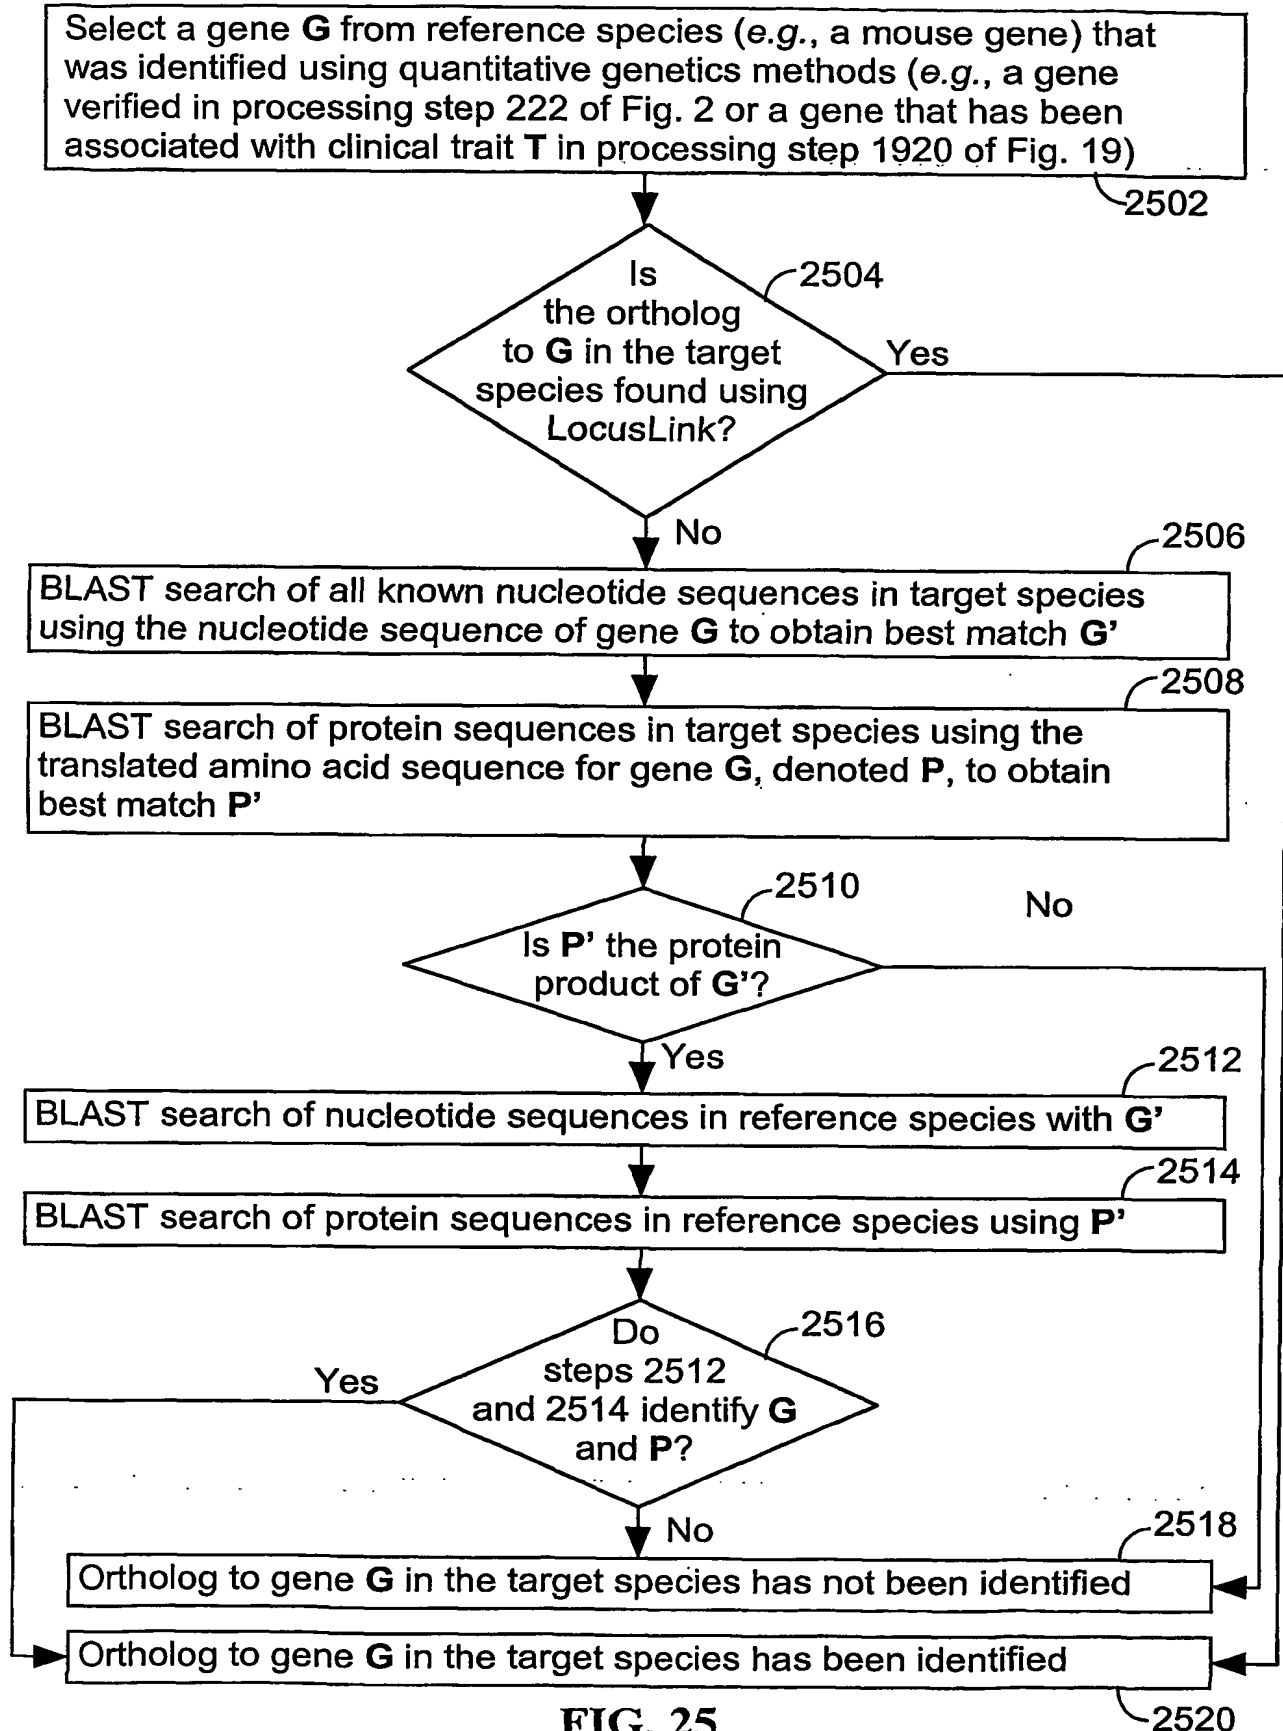 Select a gene G from reference species (e.g., a mouse gene) that
was identified using quantitative genetics methods (e.g., a gene
verified in processing step 222 of Fig. 2 or a gene that has been
associated with clinical trait T in processing step 1920 of Fig. 19)
2502
Is
the ortholog
to G in the target
species found using
LocusLink?
2504
Yes
No
2506
BLAST search of all known nucleotide sequences in target species
using the nucleotide sequence of gene G to obtain best match G'
2508
BLAST search of protein sequences in target species using the
translated amino acid sequence for gene G, denoted P, to obtain
best match P'
2510
No
Is P' the protein
product of G'?
Yes
2512
BLAST search of nucleotide sequences in reference species with G'
2514
BLAST search of protein sequences in reference species using P'
2516
Do
steps 2512
and 2514 identify G
and P?
Yes
No
2518
Ortholog to gene G in the target species has not been identified
Ortholog to gene G in the target species has been identified
2520
FIG. 25